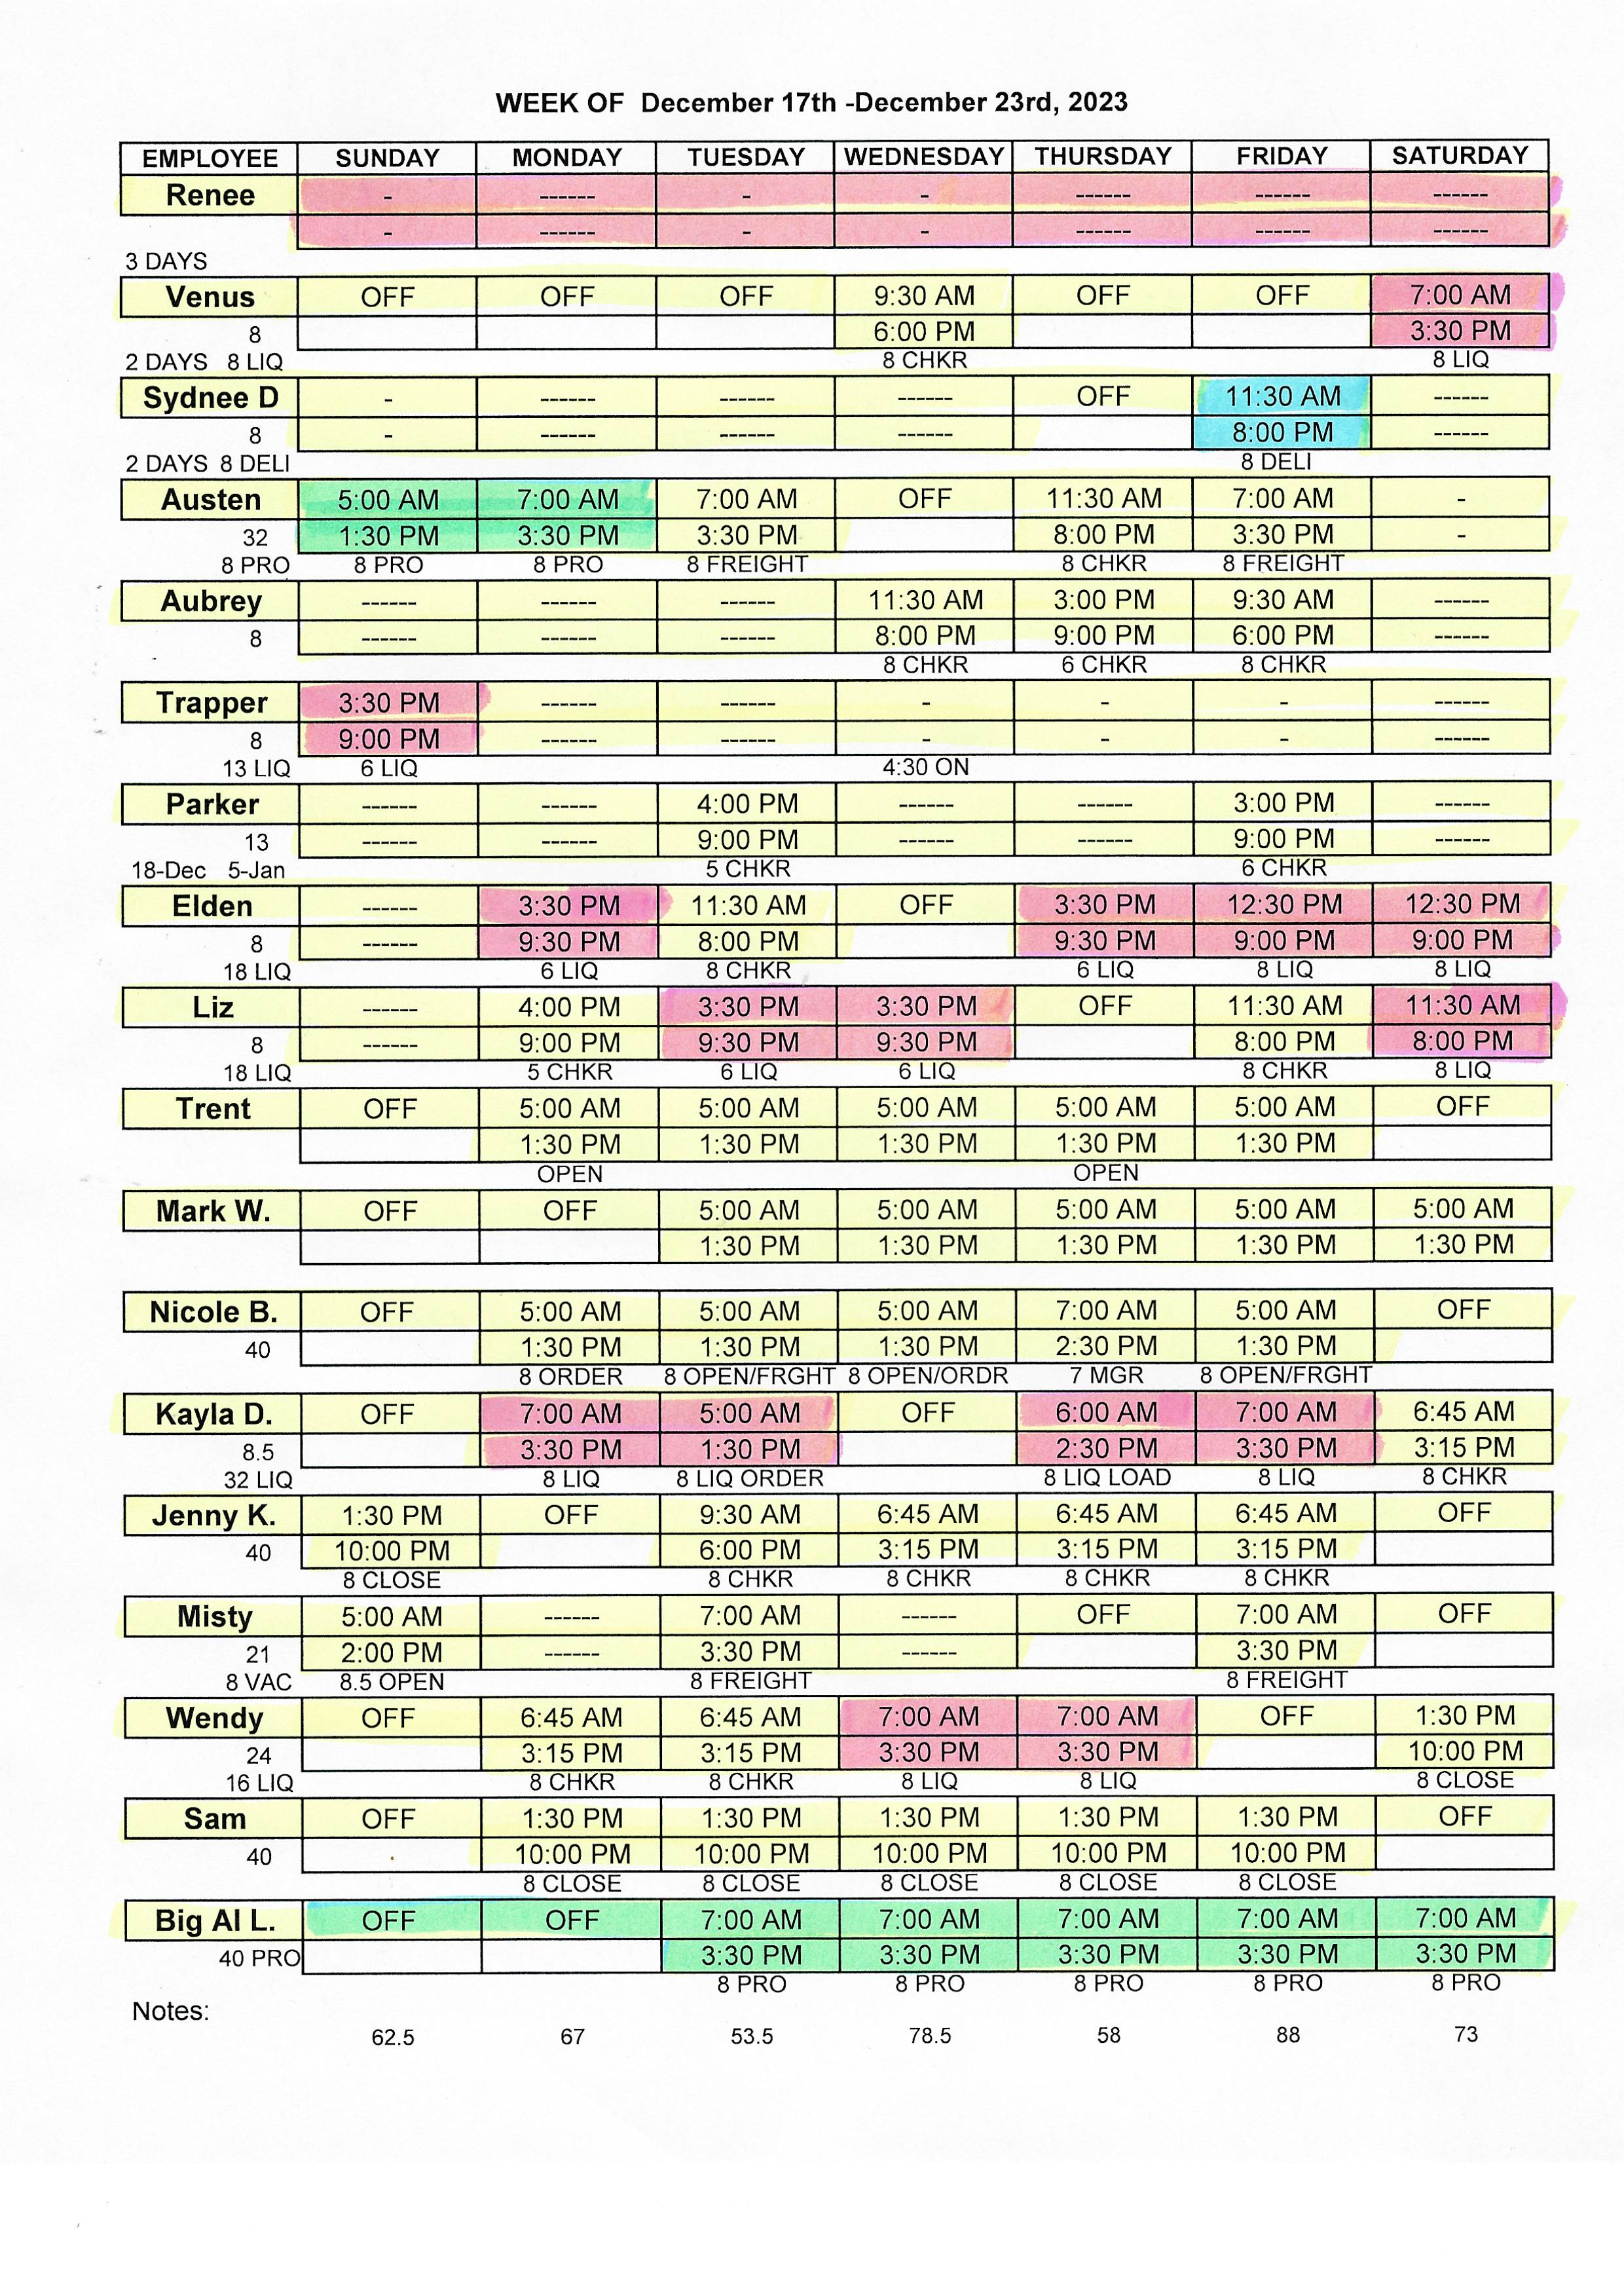 WEEK OF December 17th -December 23rd, 2023
EMPLOYEE SUNDAY MONDAY TUESDAY WEDNESDAY THURSDAY FRIDAY SATURDAY
Renee - ------ - - ------ ------ ------
- ------ - - ------ ------ ------
3 DAYS
Venus OFF OFF OFF 9:30 AM OFF OFF 7:00 AM
8 6:00 PM 3:30 PM
2 DAYS 8 LIQ 8 CHKR 8 LIQ
Sydnee D - ------ ------ ------ OFF 11:30 AM ------
8 - ------ ------ ------ 8:00 PM ------
2 DAYS 8 DELI 8 DELI
Austen 5:00 AM 7:00 AM 7:00 AM OFF 11:30 AM 7:00 AM -
32 1:30 PM 3:30 PM 3:30 PM 8:00 PM 3:30 PM -
8 PRO 8 PRO 8 PRO 8 FREIGHT 8 CHKR 8 FREIGHT
Aubrey ------ ------ ------ 11:30 AM 3:00 PM 9:30 AM ------
8 ------ ------ ------ 8:00 PM 9:00 PM 6:00 PM ------
8 CHKR 6 CHKR 8 CHKR
Trapper 3:30 PM ------ ------ - - - ------
8 9:00 PM ------ ------ - - - ------
13 LIQ 6 LIQ 4:30 ON
Parker ------ ------ 4:00 PM ------ ------ 3:00 PM ------
13 ------ ------ 9:00 PM ------ ------ 9:00 PM ------
18-Dec 5-Jan 5 CHKR 6 CHKR
Elden ------ 3:30 PM 11:30 AM OFF 3:30 PM 12:30 PM 12:30 PM
8 ------ 9:30 PM 8:00 PM 9:30 PM 9:00 PM 9:00 PM
18 LIQ 6 LIQ 8 CHKR 6 LIQ 8 LIQ 8 LIQ
Liz ------ 4:00 PM 3:30 PM 3:30 PM OFF 11:30 AM 11:30 AM
8 ------ 9:00 PM 9:30 PM 9:30 PM 8:00 PM 8:00 PM
18 LIQ 5 CHKR 6 LIQ 6 LIQ 8 CHKR 8 LIQ
Trent OFF 5:00 AM 5:00 AM 5:00 AM 5:00 AM 5:00 AM OFF
1:30 PM 1:30 PM 1:30 PM 1:30 PM 1:30 PM
OPEN OPEN
Mark W. OFF OFF 5:00 AM 5:00 AM 5:00 AM 5:00 AM 5:00 AM
1:30 PM 1:30 PM 1:30 PM 1:30 PM 1:30 PM
Nicole B. OFF 5:00 AM 5:00 AM 5:00 AM 7:00 AM 5:00 AM OFF
40 1:30 PM 1:30 PM 1:30 PM 2:30 PM 1:30 PM
8 ORDER 8 OPEN/FRGHT 8 OPEN/ORDR 7 MGR 8 OPEN/FRGHT
Kayla D. OFF 7:00 AM 5:00 AM OFF 6:00 AM 7:00 AM 6:45 AM
8.5 3:30 PM 1:30 PM 2:30 PM 3:30 PM 3:15 PM
32 LIQ 8 LIQ 8 LIQ ORDER 8 LIQ LOAD 8 LIQ 8 CHKR
Jenny K. 1:30 PM OFF 9:30 AM 6:45 AM 6:45 AM 6:45 AM OFF
40 10:00 PM 6:00 PM 3:15 PM 3:15 PM 3:15 PM
8 CLOSE 8 CHKR 8 CHKR 8 CHKR 8 CHKR
Misty 5:00 AM ------ 7:00 AM ------ OFF 7:00 AM OFF
21 2:00 PM ------ 3:30 PM ------ 3:30 PM
8 VAC 8.5 OPEN 8 FREIGHT 8 FREIGHT
Wendy OFF 6:45 AM 6:45 AM 7:00 AM 7:00 AM OFF 1:30 PM
24 3:15 PM 3:15 PM 3:30 PM 3:30 PM 10:00 PM
16 LIQ 8 CHKR 8 CHKR 8 LIQ 8 LIQ 8 CLOSE
Sam OFF 1:30 PM 1:30 PM 1:30 PM 1:30 PM 1:30 PM OFF
40 10:00 PM 10:00 PM 10:00 PM 10:00 PM 10:00 PM
8 CLOSE 8 CLOSE 8 CLOSE 8 CLOSE 8 CLOSE
Big Al L. OFF OFF 7:00 AM 7:00 AM 7:00 AM 7:00 AM 7:00 AM
40 PRO 3:30 PM 3:30 PM 3:30 PM 3:30 PM 3:30 PM
8 PRO 8 PRO 8 PRO 8 PRO 8 PRO
Notes:
62.5 67 53.5 78.5 58 88 73